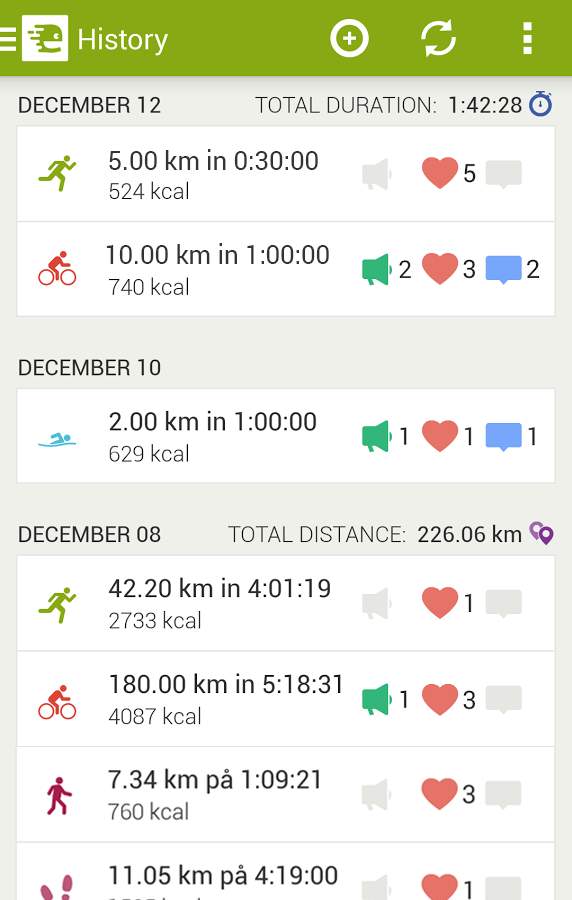 History
DECEMBER 12 TOTAL DURATION: 1:42:28
5.00 km in 0:30:00 5
524 kcal
10.00 km in 1:00:00 2 3 2
740 kcal
DECEMBER 10
2.00 km in 1:00:00 1 1 1
629 kcal
DECEMBER 08 TOTAL DISTANCE: 226.06 km
42.20 km in 4:01:19 1
2733 kcal
180.00 km in 5:18:31 1 3
4087 kcal
7.34 km på 1:09:21 3
760 kcal
11.05 km på 4:19:00 1